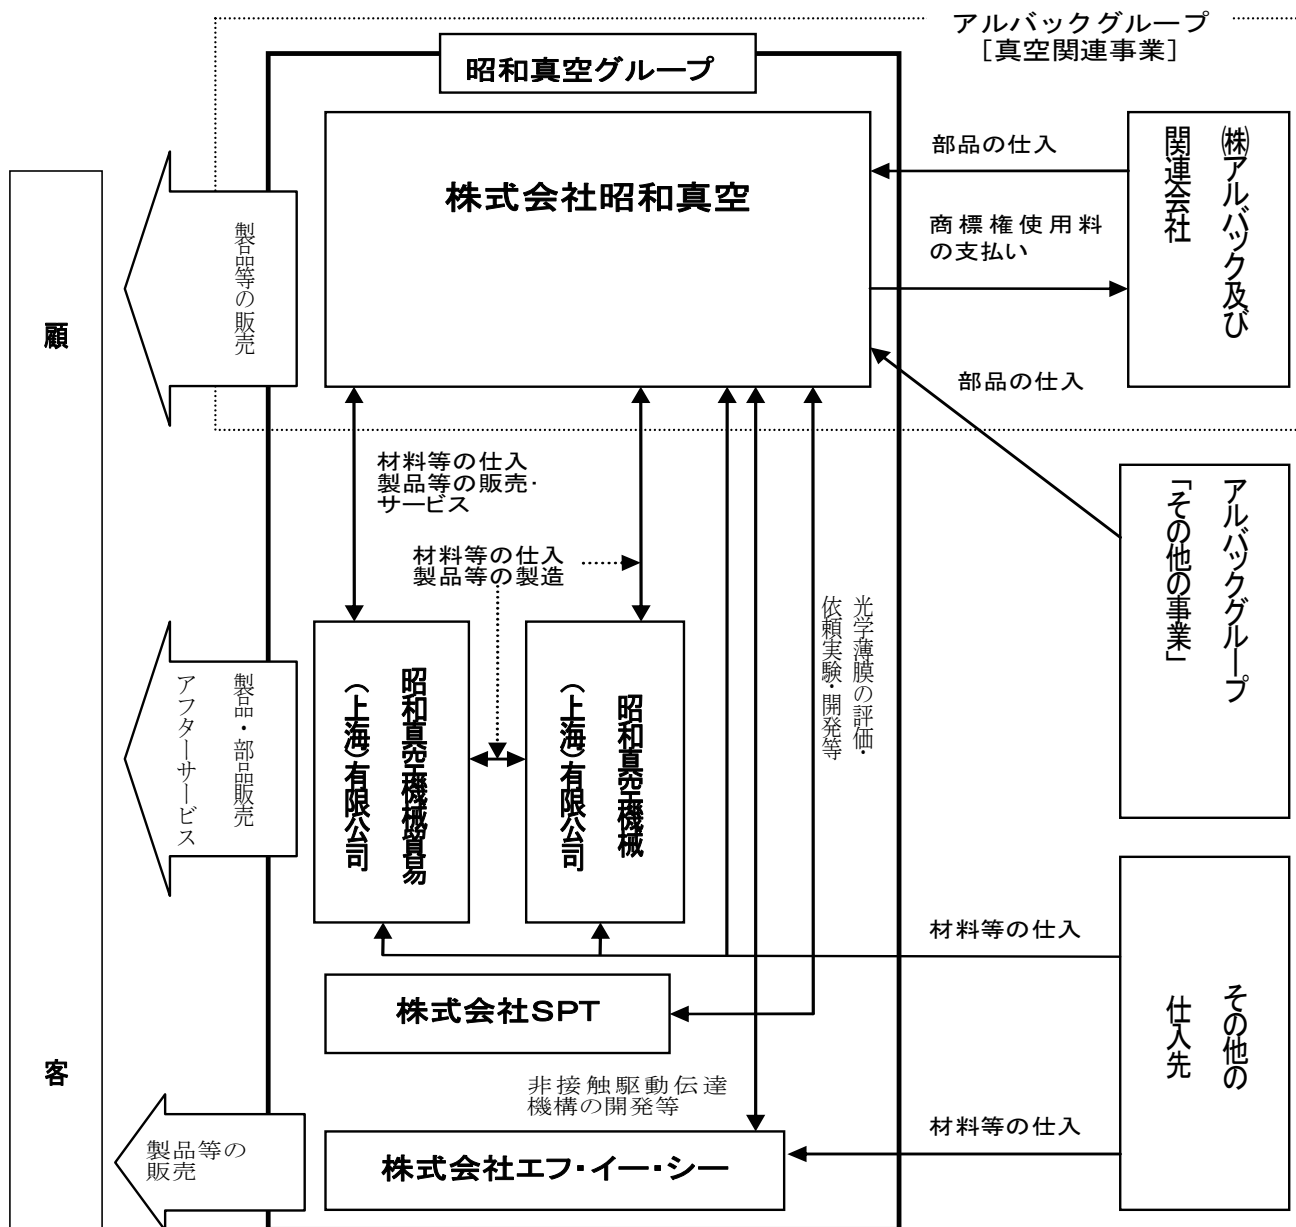 アルバックグループ
［真空関連事業］
昭和真空グループ
株式会社昭和真空
部品の仕入
商標権使用料
の支払い
㈱アルバック及び
関連会社
製品等の販売
顧
客
部品の仕入
材料等の仕入
製品等の販売・
サービス
材料等の仕入
製品等の製造
アルバックグループ
「その他の事業」
光学薄膜の評価・
依頼実験・開発等
製品・部品販売
アフターサービス
昭和真空機械貿易
（上海）有限公司
昭和真空機械
（上海）有限公司
材料等の仕入
株式会社SPT
その他の
仕入先
非接触駆動伝達
機構の開発等
材料等の仕入
製品等の
販売
株式会社エフ・イー・シー